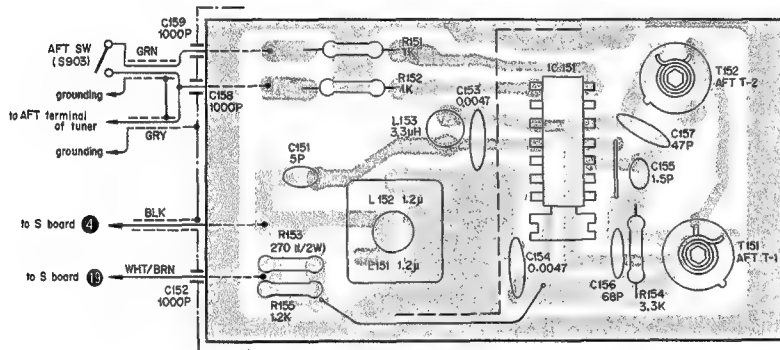 C159
1000P
AFT SW
(S903)
GRN
R151
1K
IC151
T152
AFT T-2
grounding
C158
1000P
R152
1K
C153
0.0047
to AFT terminal
of tuner
L153
3.3μH
C157
47P
grounding
GRY
C151
5P
C155
1.5P
L152 1.2μ
to S board 4
BLK
R153
270 (1/2W)
L151 1.2μ
T151
AFT T-1
to S board 19
WHT/BRN
C154
0.0047
C152
1000P
R155
1.2K
C156
68P
R154
3.3K